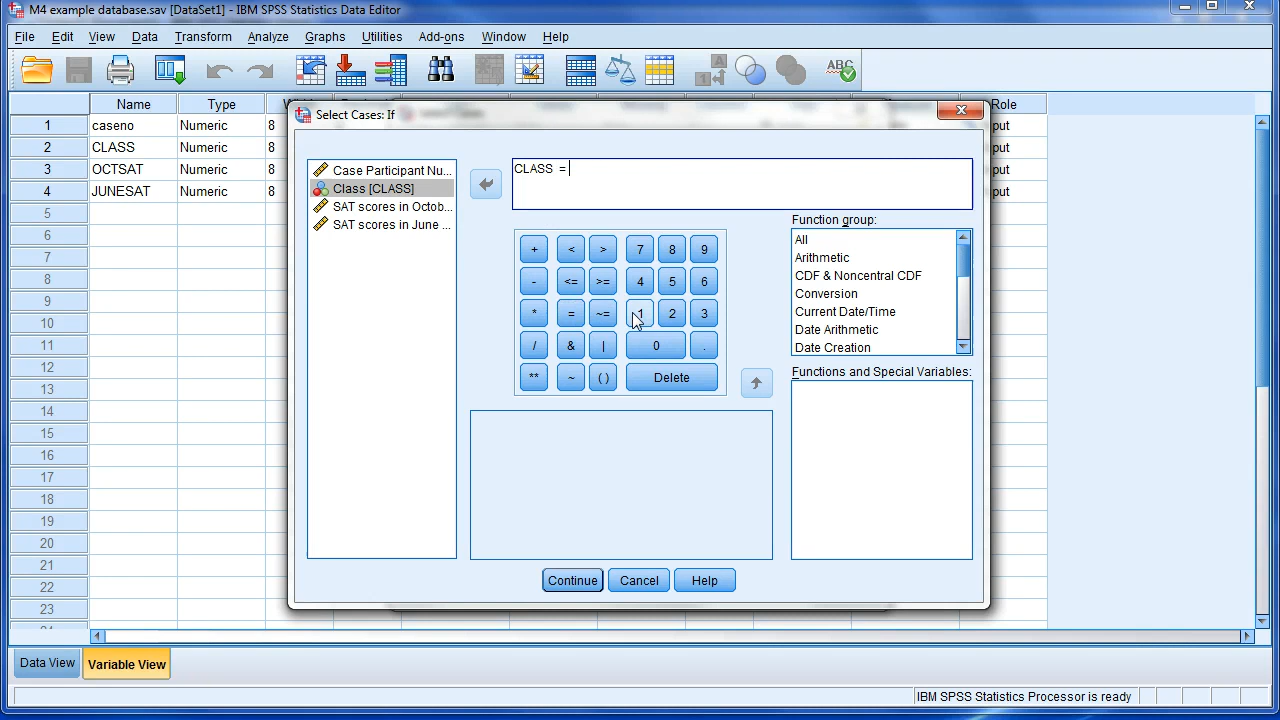 M4 example database.sav [DataSet1] - IBM SPSS Statistics Data Editor
File Edit View Data Transform Analyze Graphs Utilities Add-ons Window Help
Name Type Role
1 caseno Numeric 8
2 CLASS Numeric 8
3 OCTSAT Numeric 8
4 JUNESAT Numeric 8
5
6
7
8
9
10
11
12
13
14
15
16
17
18
19
20
21
22
23
Select Cases: If
Case Participant Nu...
Class [CLASS]
SAT scores in Octob...
SAT scores in June ...
CLASS =
+ < > 7 8 9
- <= >= 4 5 6
* = ~= 1 2 3
/ & | 0 .
** ~ ( ) Delete
Function group:
All
Arithmetic
CDF & Noncentral CDF
Conversion
Current Date/Time
Date Arithmetic
Date Creation
Functions and Special Variables:
Continue Cancel Help
Data View Variable View
IBM SPSS Statistics Processor is ready